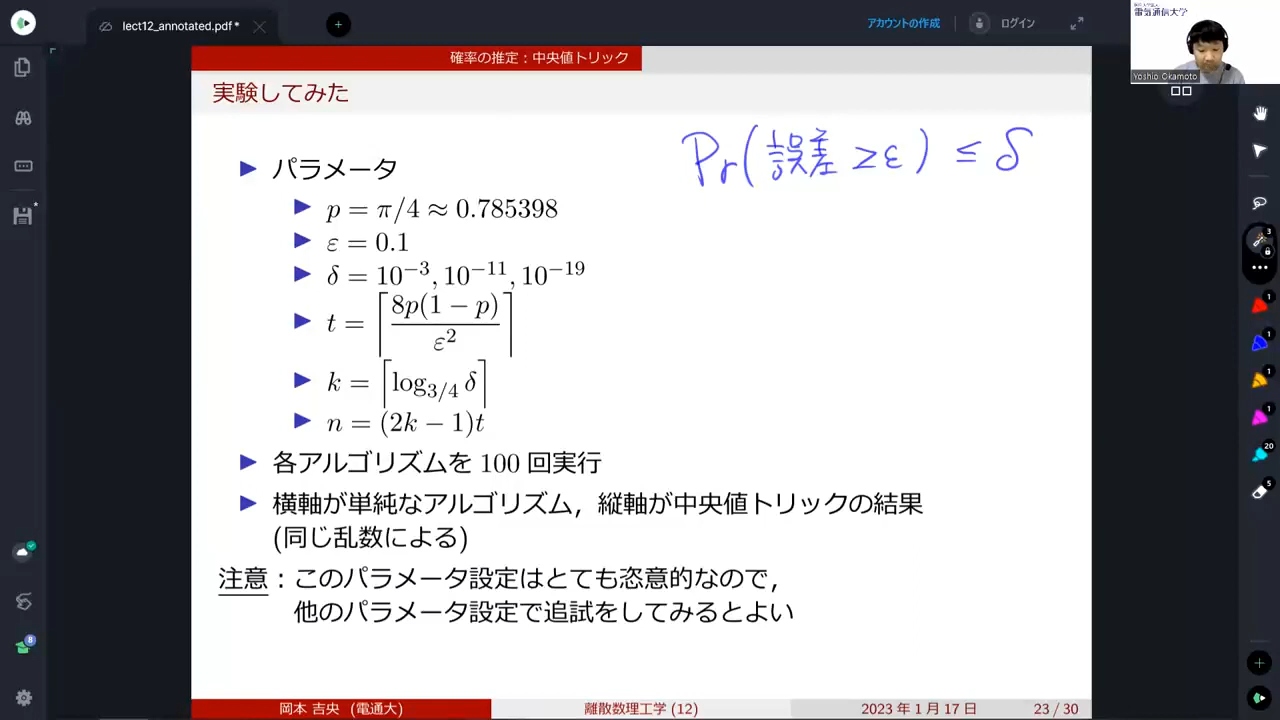 lect12_annotated.pdf*
アカウントの作成
ログイン
電気通信大学
Yoshio Okamoto
確率の推定：中央値トリック
実験してみた
Pr(誤差 ≥ε) ≤ δ
▶ パラメータ
▶ p = π/4 ≈ 0.785398
▶ ε = 0.1
▶ δ = 10⁻³, 10⁻¹¹, 10⁻¹⁹
▶ t = ⌈8p(1 − p)/ε²⌉
▶ k = ⌈log_{3/4} δ⌉
▶ n = (2k − 1)t
▶ 各アルゴリズムを 100 回実行
▶ 横軸が単純なアルゴリズム，縦軸が中央値トリックの結果
(同じ乱数による)
注意：このパラメータ設定はとても恣意的なので，
他のパラメータ設定で追試をしてみるとよい
岡本 吉央 (電通大)
離散数理工学 (12)
2023 年 1 月 17 日
23 / 30
3
1
1
1
1
20
5
8